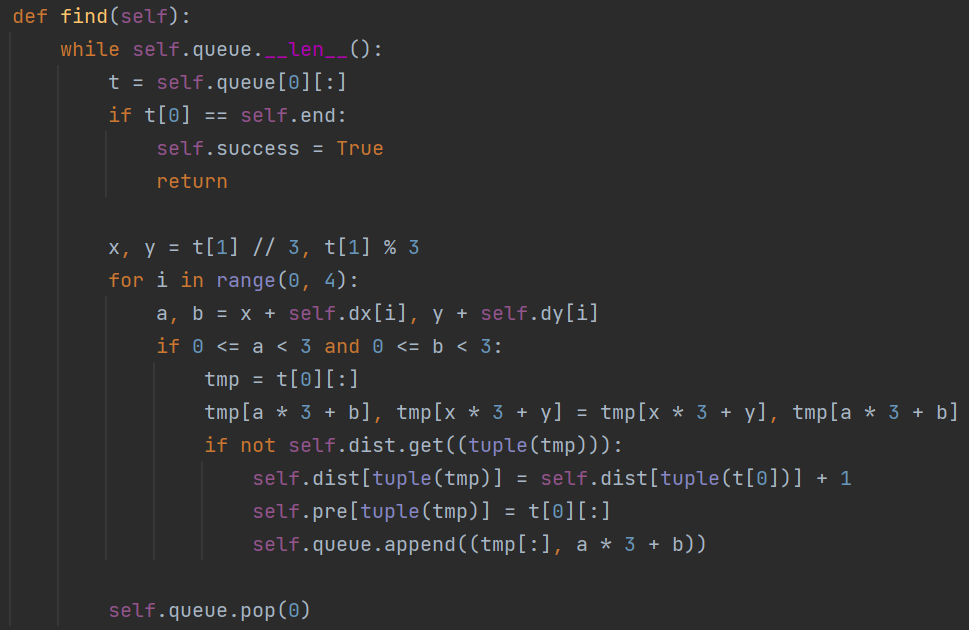 def find(self):
    while self.queue.__len__():
        t = self.queue[0][:]
        if t[0] == self.end:
            self.success = True
            return

        x, y = t[1] // 3, t[1] % 3
        for i in range(0, 4):
            a, b = x + self.dx[i], y + self.dy[i]
            if 0 <= a < 3 and 0 <= b < 3:
                tmp = t[0][:]
                tmp[a * 3 + b], tmp[x * 3 + y] = tmp[x * 3 + y], tmp[a * 3 + b]
                if not self.dist.get((tuple(tmp))):
                    self.dist[tuple(tmp)] = self.dist[tuple(t[0])] + 1
                    self.pre[tuple(tmp)] = t[0][:]
                    self.queue.append((tmp[:], a * 3 + b))

        self.queue.pop(0)